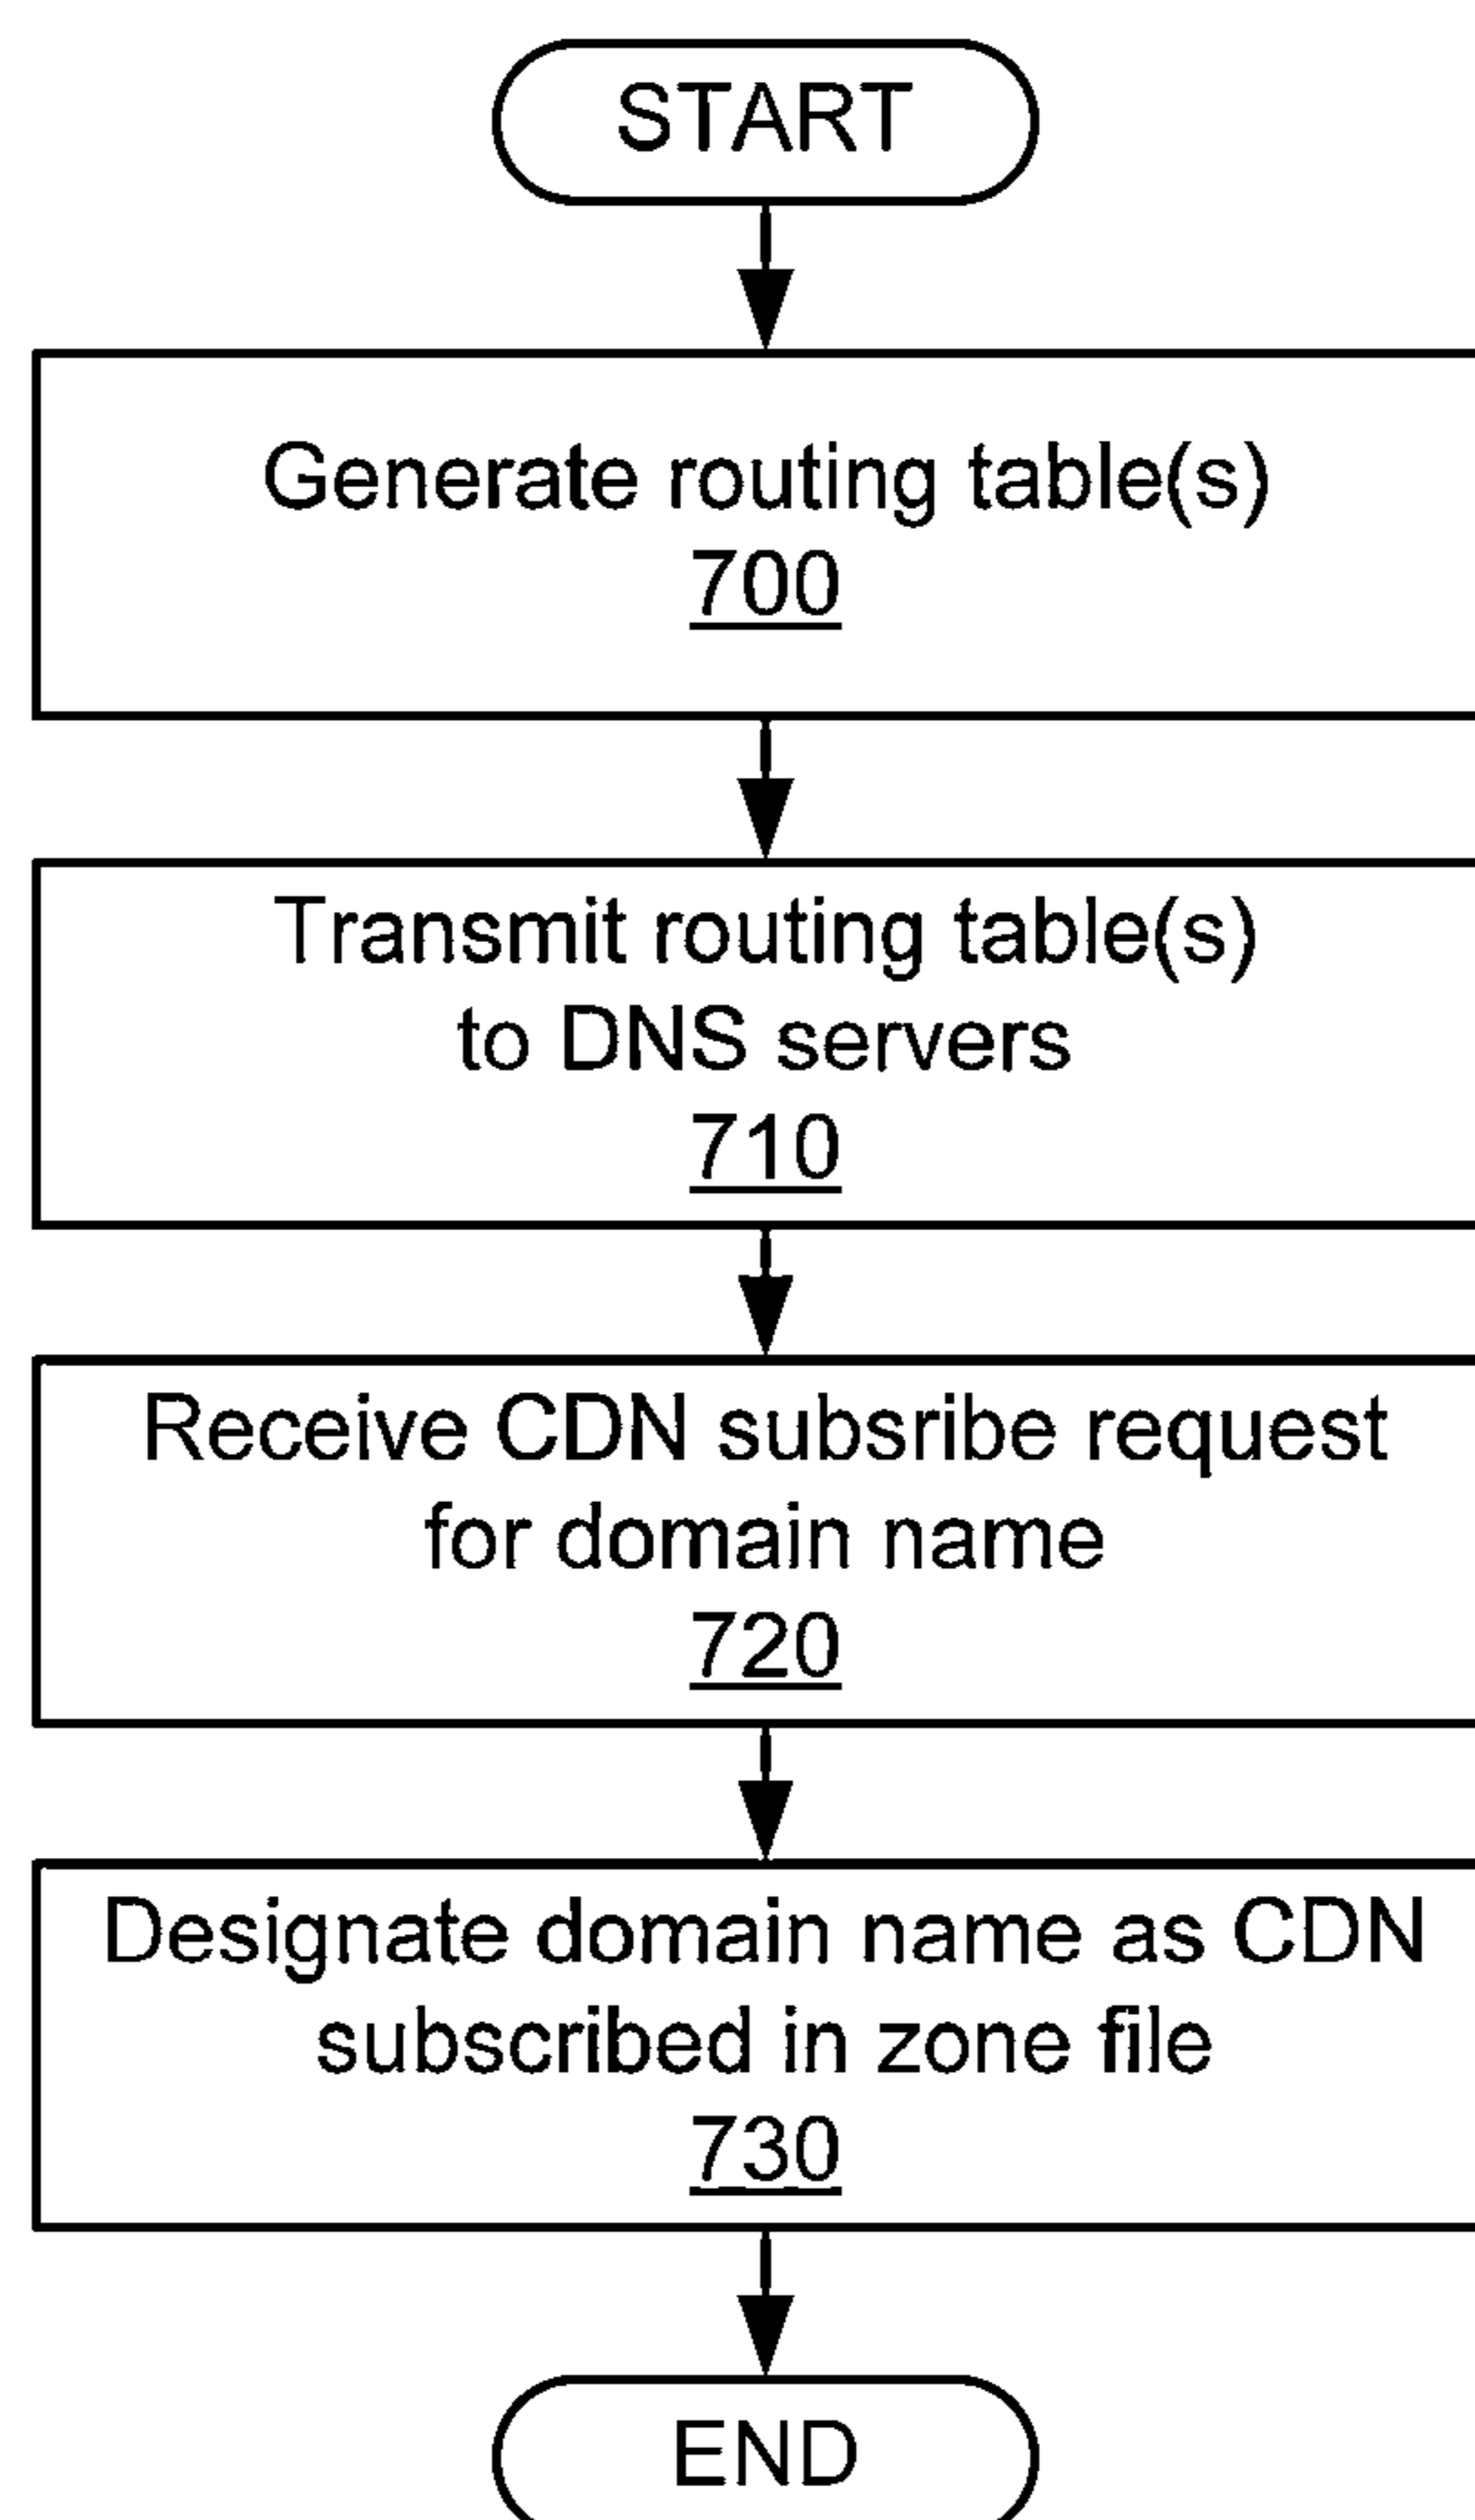 START
Generate routing table(s)
700
Transmit routing table(s)
to DNS servers
710
Receive CDN subsribe request
for domain name
720
Designate domain name as CDN
subscribed in zone file
730
END